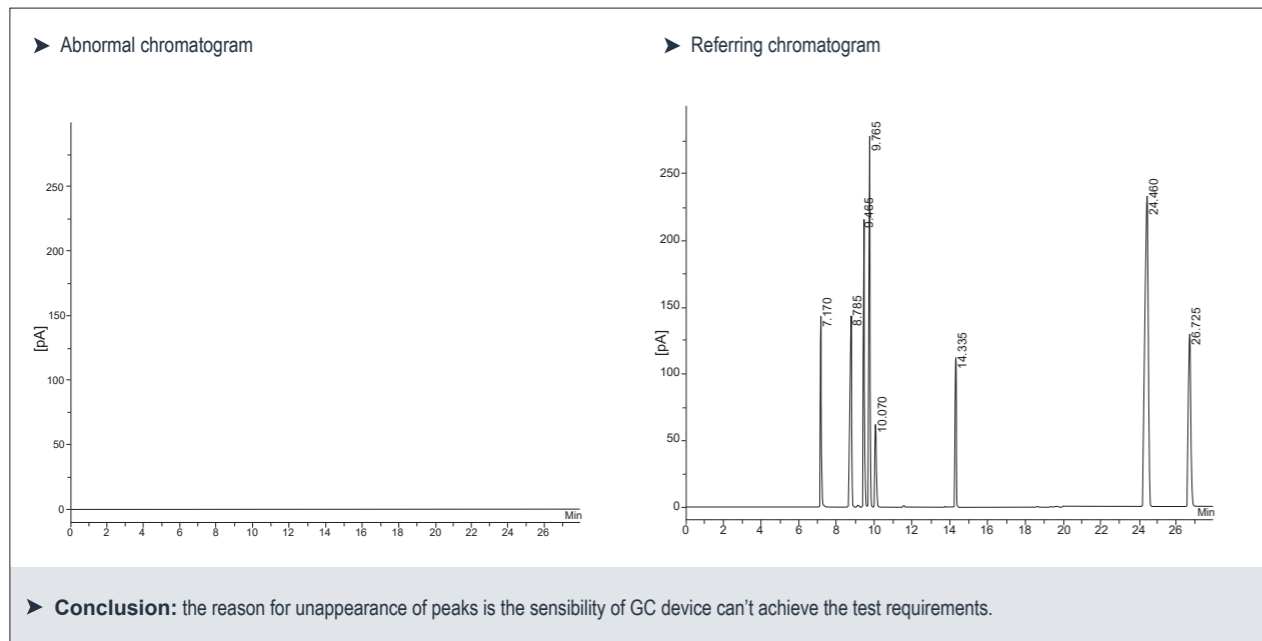 ➤ Abnormal chromatogram
➤ Referring chromatogram
[pA]
250
200
150
100
50
0
0 2 4 6 8 10 12 14 16 18 20 22 24 26 Min
[pA]
250
200
150
100
50
0
7.170
8.785
9.465
9.765
10.070
14.335
24.460
26.725
0 2 4 6 8 10 12 14 16 18 20 22 24 26 Min
➤ Conclusion: the reason for unappearance of peaks is the sensibility of GC device can't achieve the test requirements.